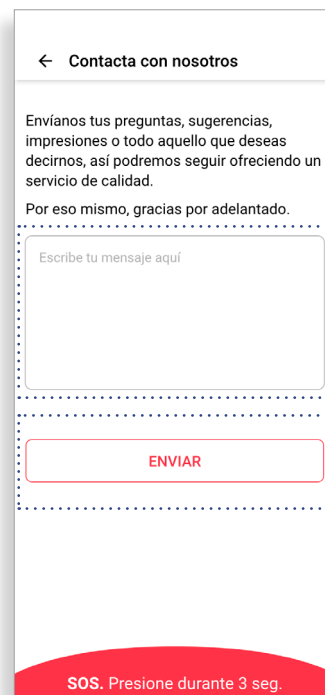 Contacta con nosotros
Envíanos tus preguntas, sugerencias,
impresiones o todo aquello que deseas
decirnos, así podremos seguir ofreciendo un
servicio de calidad.
Por eso mismo, gracias por adelantado.
Escribe tu mensaje aquí
ENVIAR
SOS. Presione durante 3 seg.